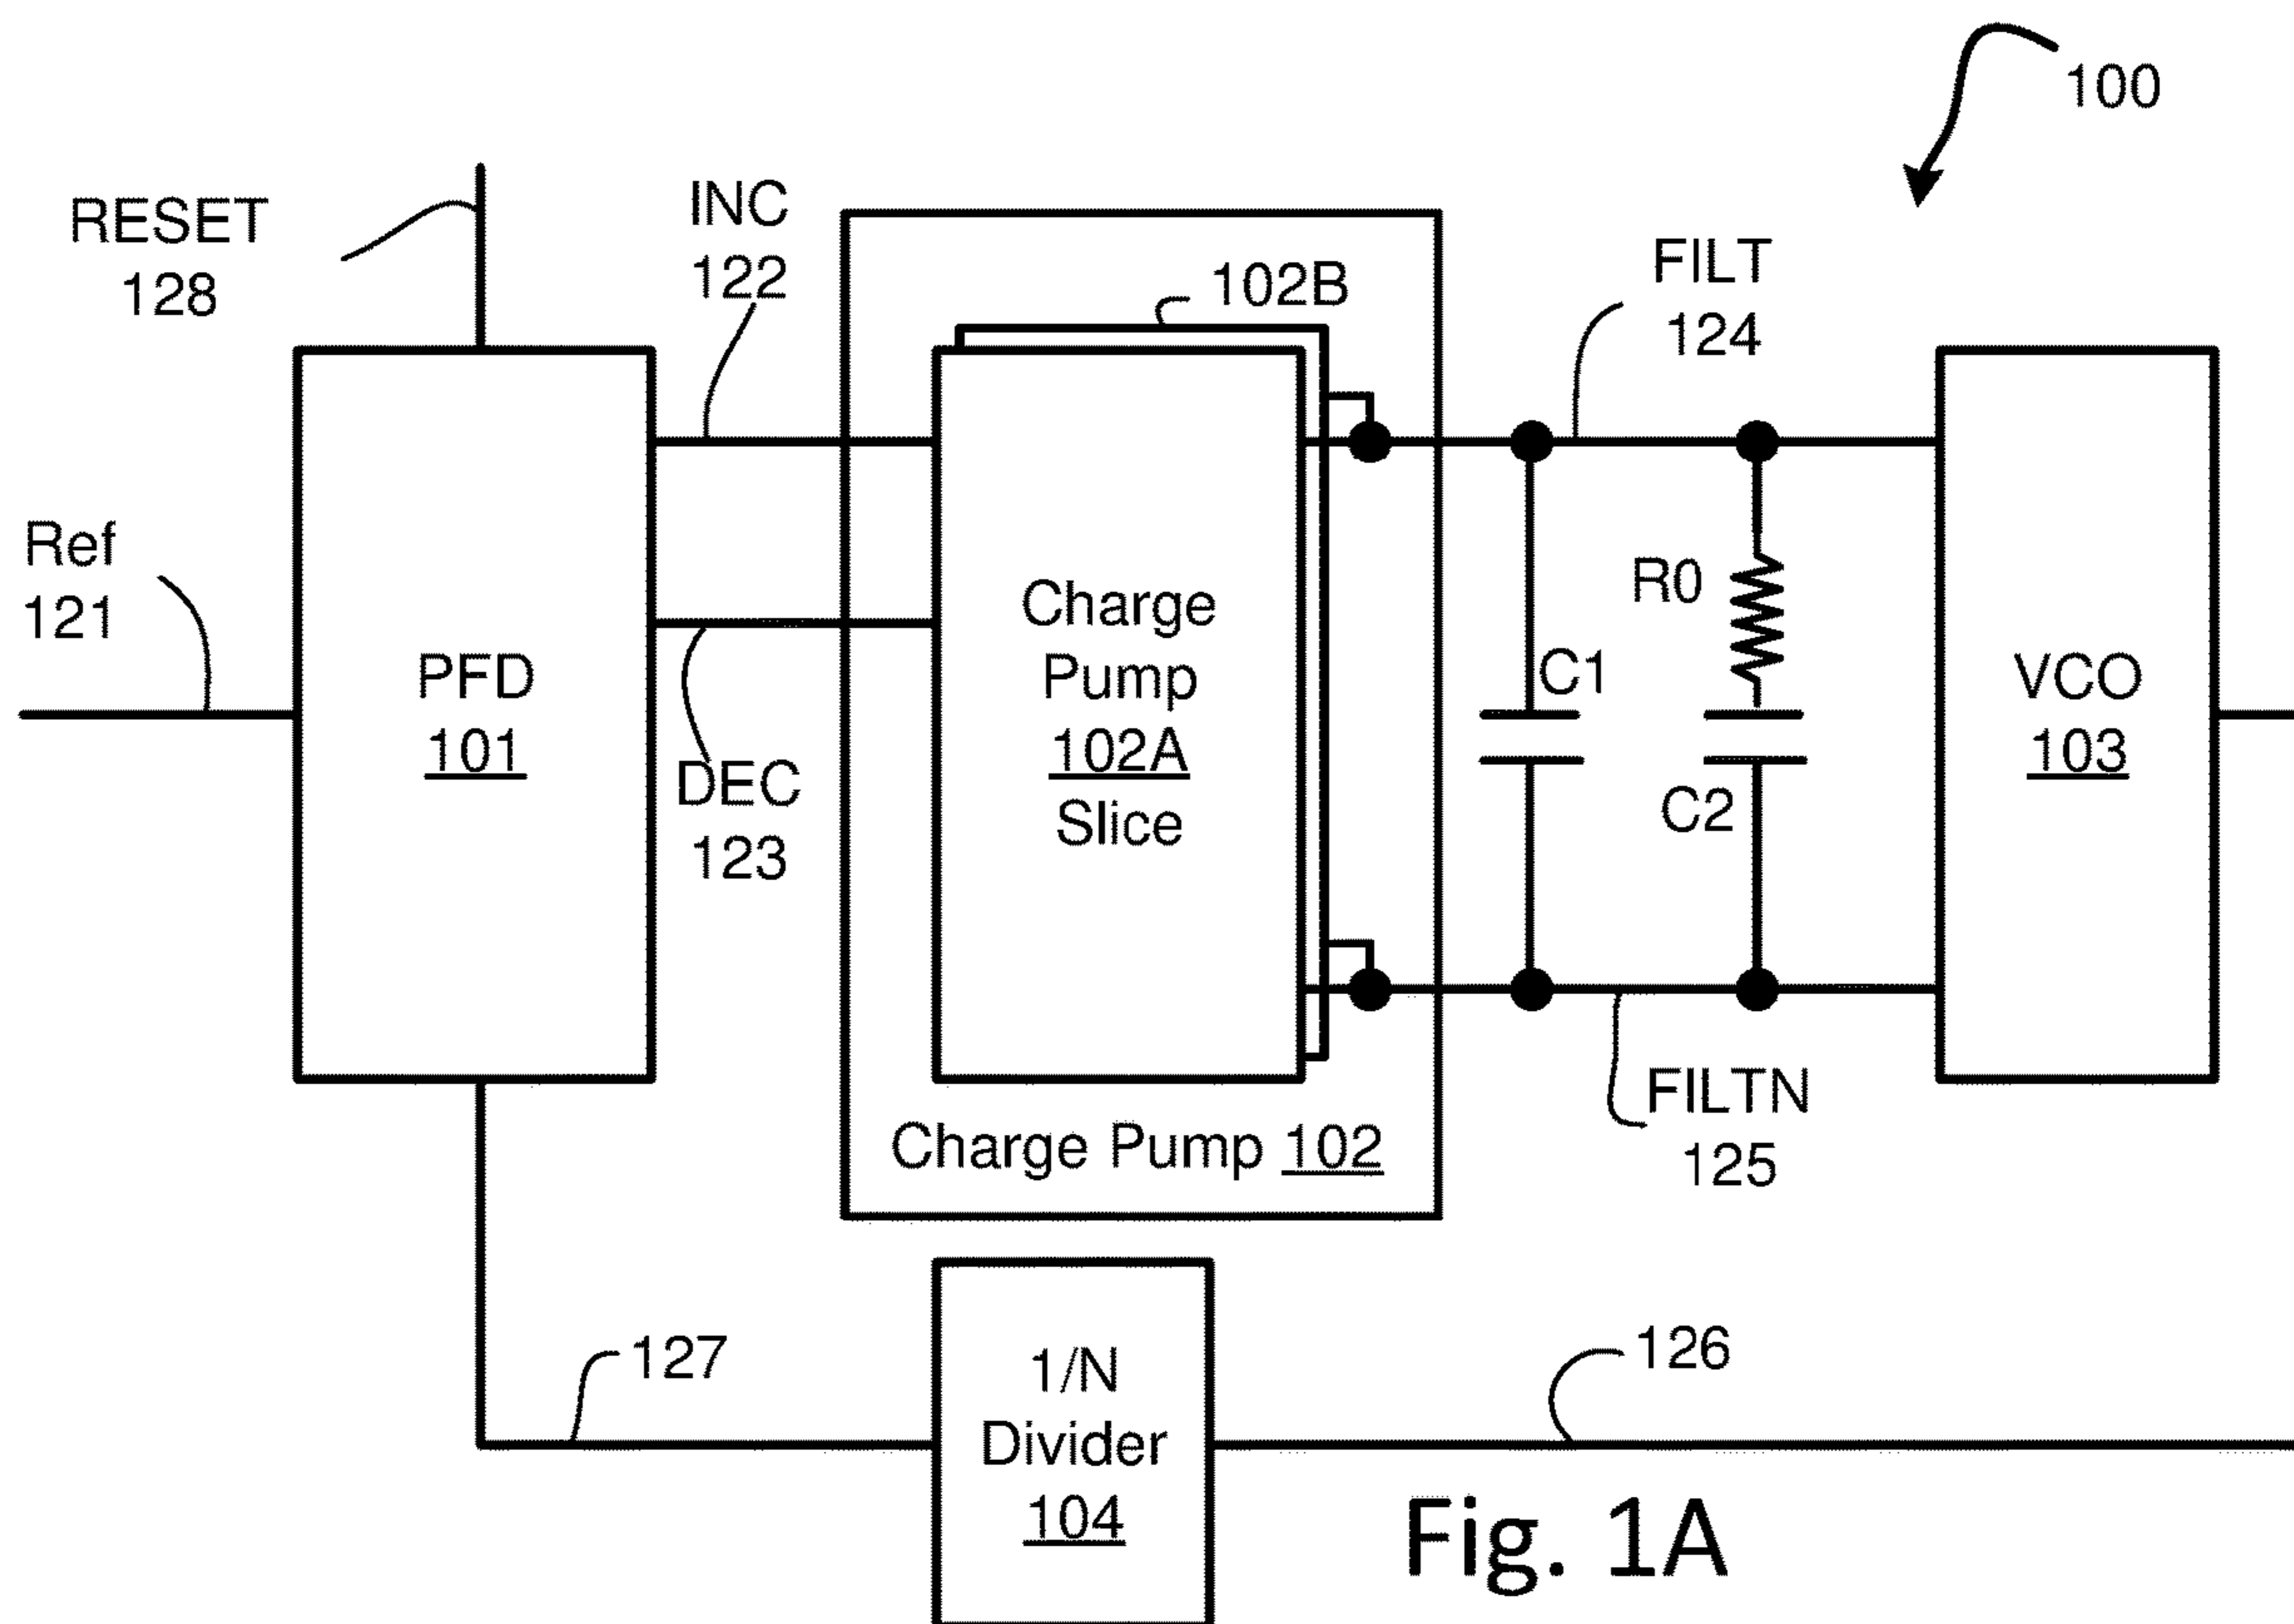 100
RESET
128
INC
122
102B
FILT
124
Ref
121
PFD
101
DEC
123
Charge
Pump
102A
Slice
C1
R0
C2
VCO
103
Charge Pump 102
FILTN
125
127
1/N
Divider
104
126
Fig. 1A